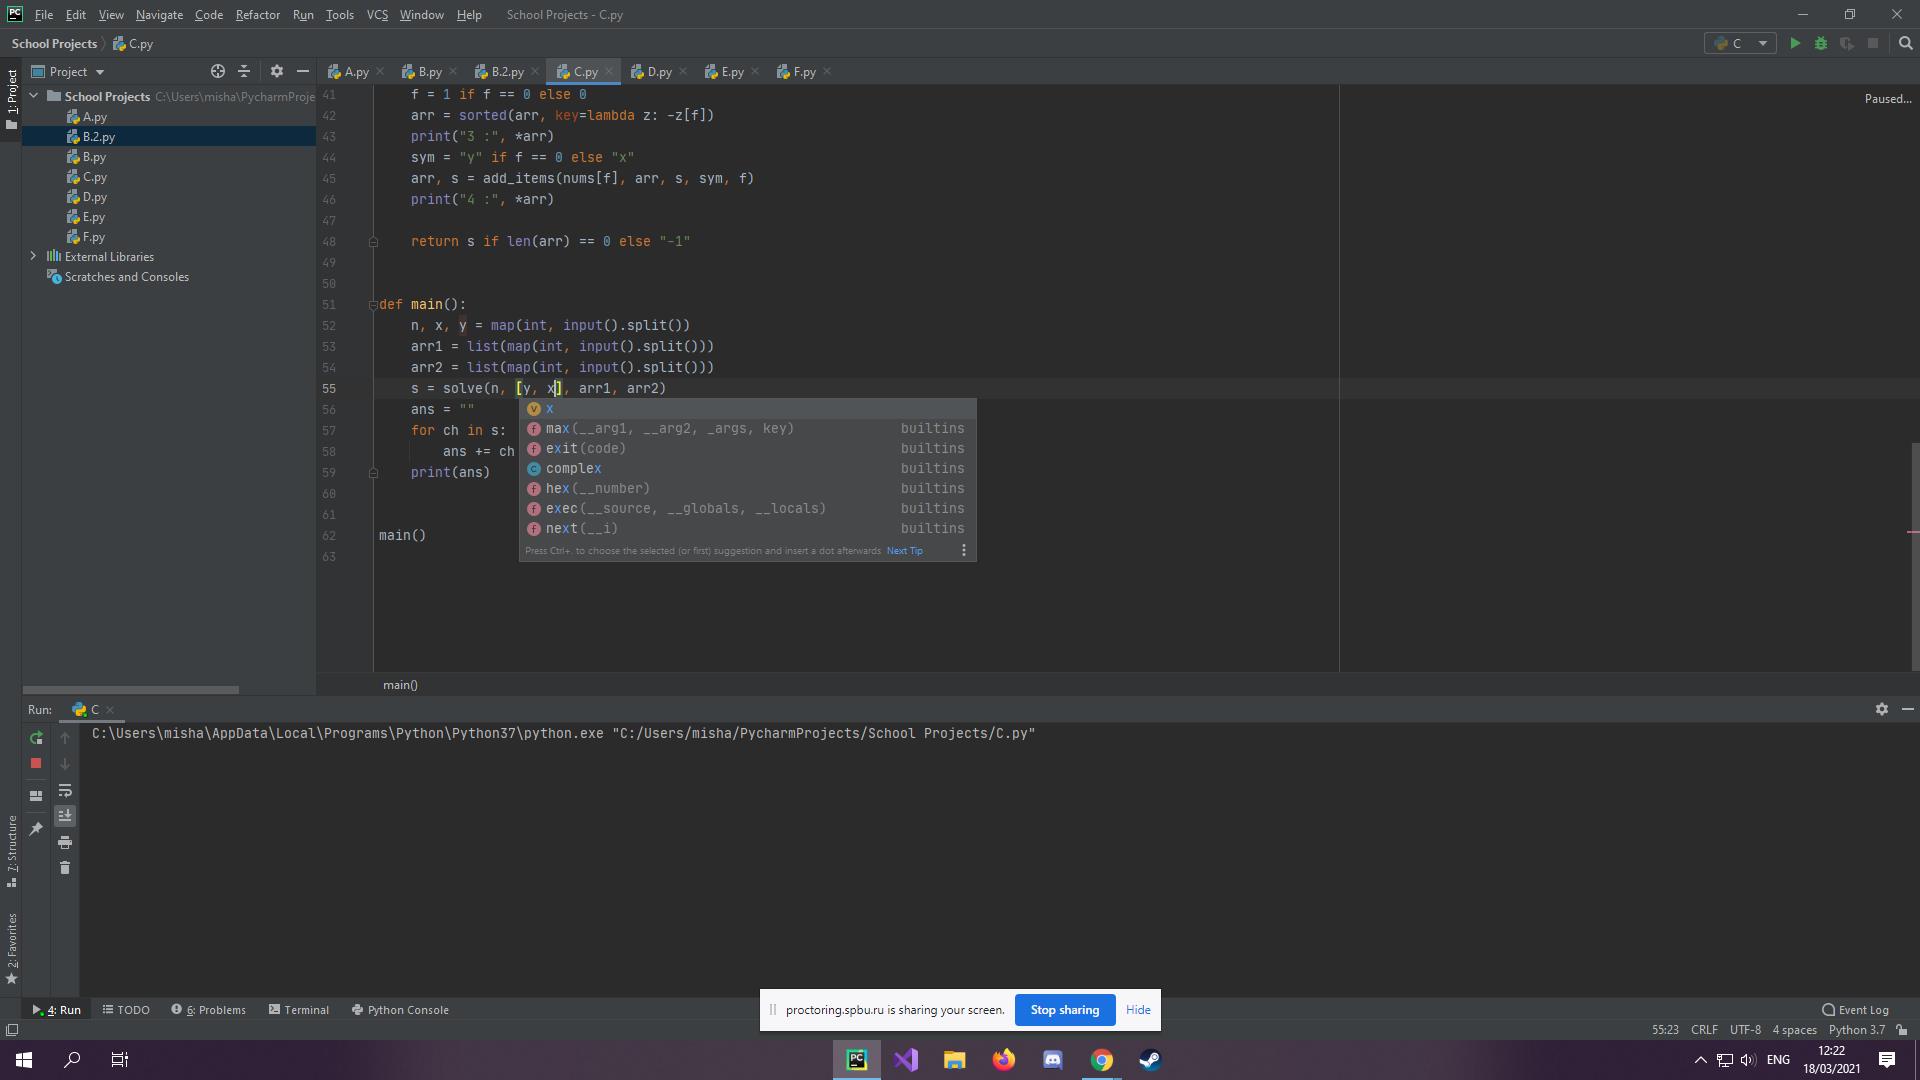 File Edit View Navigate Code Refactor Run Tools VCS Window Help School Projects - C.py
School Projects C.py
C
Project
A.py B.py B.2.py C.py D.py E.py F.py
1: Project
School Projects C:\Users\misha\PycharmProje
A.py
B.2.py
B.py
C.py
D.py
E.py
F.py
External Libraries
Scratches and Consoles
Paused...
41 f = 1 if f == 0 else 0
42 arr = sorted(arr, key=lambda z: -z[f])
43 print("3 :", *arr)
44 sym = "y" if f == 0 else "x"
45 arr, s = add_items(nums[f], arr, s, sym, f)
46 print("4 :", *arr)
47
48 return s if len(arr) == 0 else "-1"
49
50
51 def main():
52 n, x, y = map(int, input().split())
53 arr1 = list(map(int, input().split()))
54 arr2 = list(map(int, input().split()))
55 s = solve(n, [y, x], arr1, arr2)
56 ans = ""
57 for ch in s:
58 ans += ch
59 print(ans)
60
61
62 main()
63
v x
f max(__arg1, __arg2, _args, key) builtins
f exit(code) builtins
c complex builtins
f hex(__number) builtins
f exec(__source, __globals, __locals) builtins
f next(__i) builtins
Press Ctrl+. to choose the selected (or first) suggestion and insert a dot afterwards Next Tip
main()
Run: C
C:\Users\misha\AppData\Local\Programs\Python\Python37\python.exe "C:/Users/misha/PycharmProjects/School Projects/C.py"
7: Structure
2: Favorites
4: Run TODO 6: Problems Terminal Python Console
proctoring.spbu.ru is sharing your screen. Stop sharing Hide
Event Log
55:23 CRLF UTF-8 4 spaces Python 3.7
ENG
12:22
18/03/2021